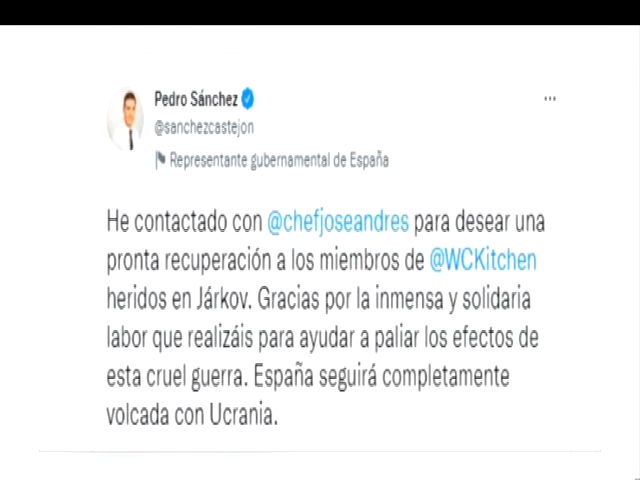 Pedro Sánchez
@sanchezcastejon
Representante gubernamental de España
He contactado con @chefjoseandres para desear una
pronta recuperación a los miembros de @WCKitchen
heridos en Járkov. Gracias por la inmensa y solidaria
labor que realizáis para ayudar a paliar los efectos de
esta cruel guerra. España seguirá completamente
volcada con Ucrania.